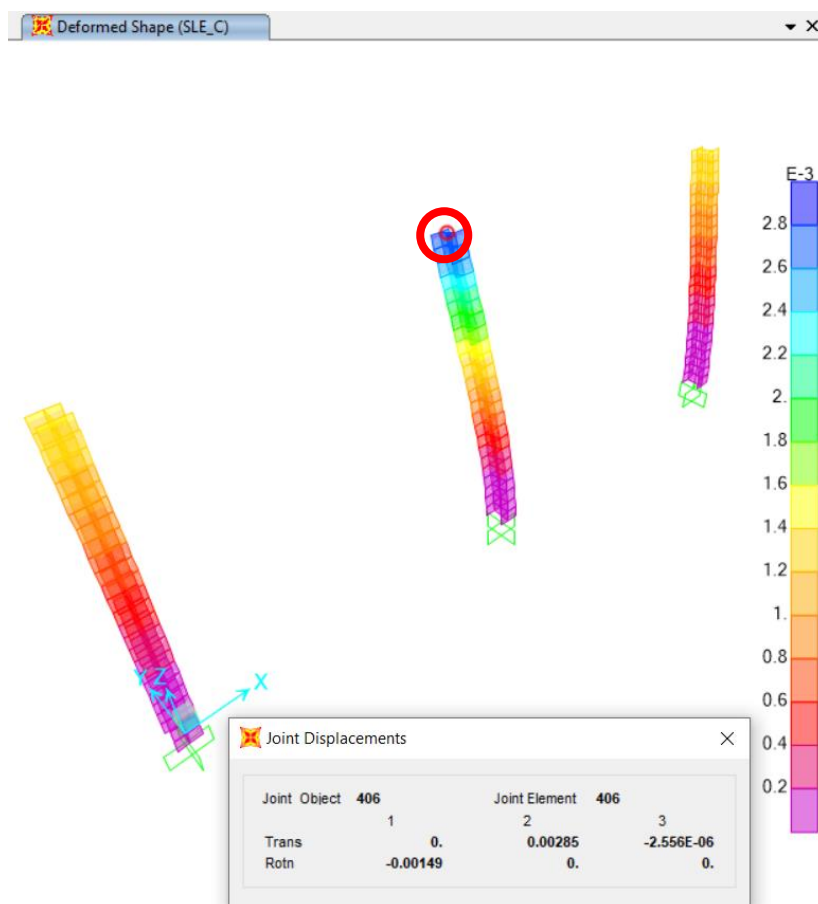 Deformed Shape (SLE_C)
E-3
2.8
2.6
2.4
2.2
2.
1.8
1.6
1.4
1.2
1.
0.8
0.6
0.4
0.2
Y Z X
Joint Displacements
Joint Object 406 Joint Element 406
1 2 3
Trans 0. 0.00285 -2.556E-06
Rotn -0.00149 0. 0.